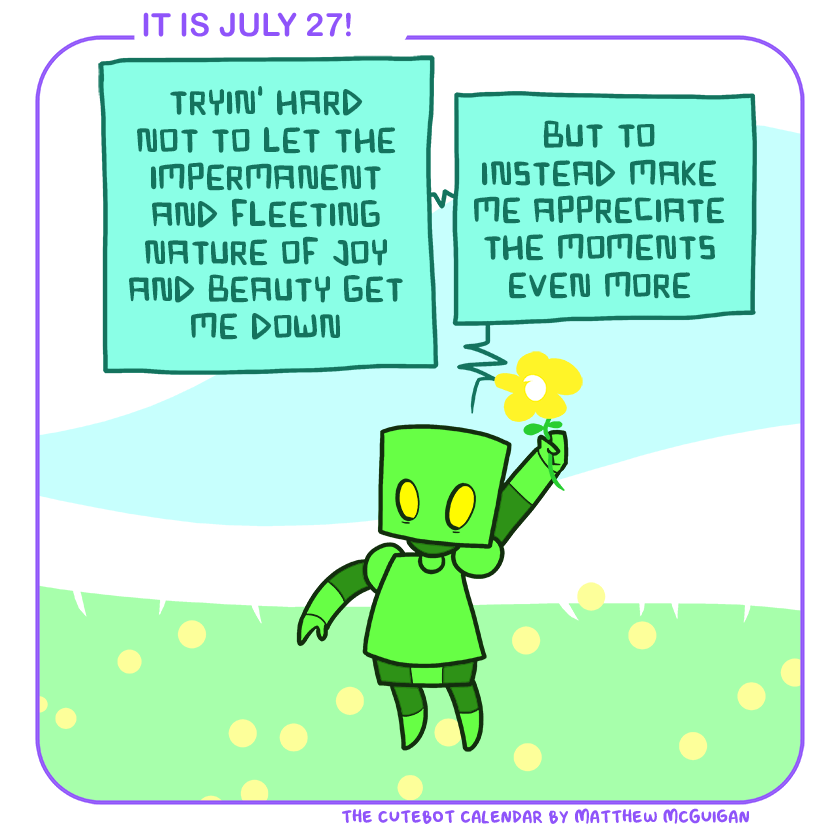 IT IS JULY 27!
TRYIN' HARD
NOT TO LET THE
IMPERMANENT
AND FLEETING
NATURE OF JOY
AND BEAUTY GET
ME DOWN
BUT TO
INSTEAD MAKE
ME APPRECIATE
THE MOMENTS
EVEN MORE
THE CUTEBOT CALENDAR BY MATTHEW MCGUIGAN